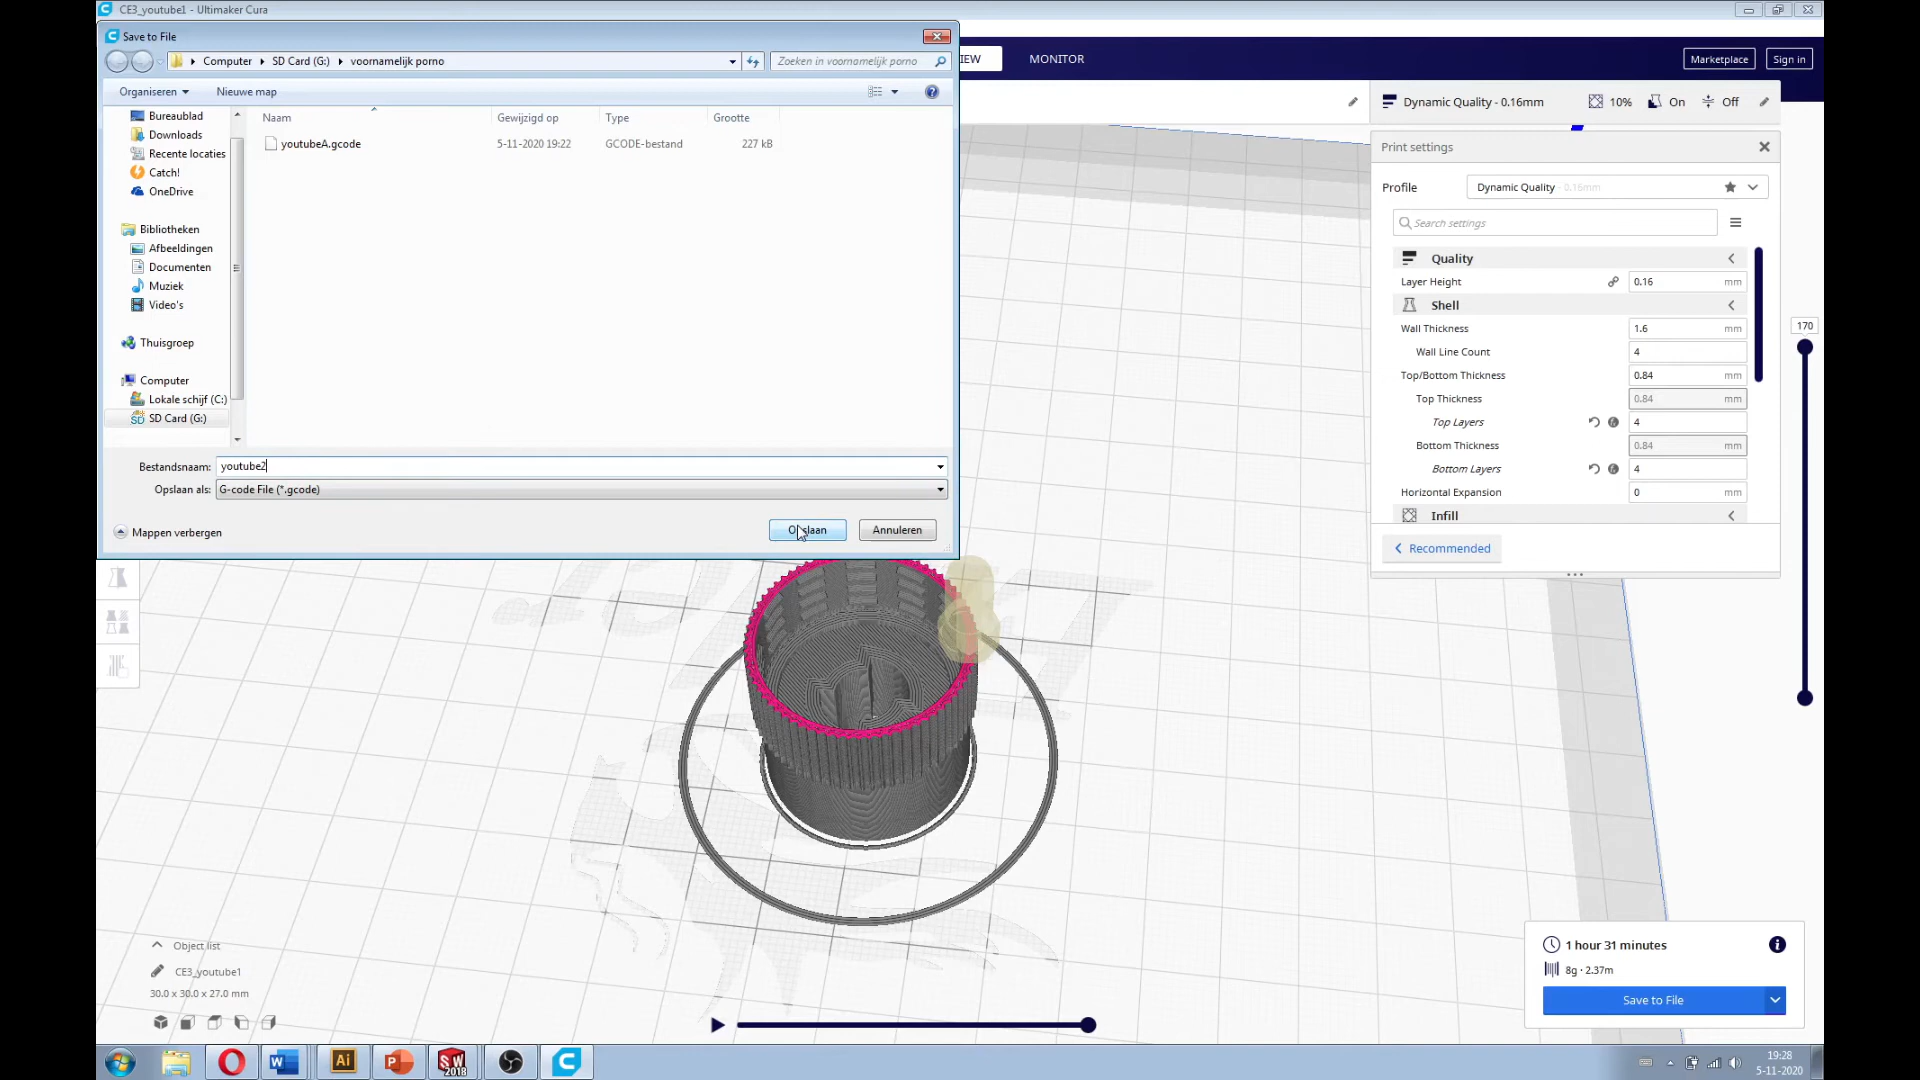 CE3_youtube1 - Ultimaker Cura
Save to File
Computer SD Card (G:) voornamelijk porno
Zoeken in voornamelijk porno
IEW
MONITOR
Marketplace
Sign in
Organiseren
Nieuwe map
Dynamic Quality - 0.16mm
10%
On
Off
Bureaublad
Downloads
Recente locaties
Catch!
OneDrive
Bibliotheken
Afbeeldingen
Documenten
Muziek
Video's
Thuisgroep
Computer
Lokale schijf (C:)
SD Card (G:)
Naam Gewijzigd op Type Grootte
youtubeA.gcode 5-11-2020 19:22 GCODE-bestand 227 kB
Bestandsnaam: youtube2
Opslaan als: G-code File (*.gcode)
Mappen verbergen
Annuleren
Print settings
Profile Dynamic Quality - 0.16mm
Search settings
Quality
Layer Height 0.16 mm
Shell
Wall Thickness 1.6 mm
Wall Line Count 4
Top/Bottom Thickness 0.84 mm
Top Thickness 0.84 mm
Top Layers 4
Bottom Thickness 0.84 mm
Bottom Layers 4
Horizontal Expansion 0 mm
Infill
Recommended
170
Object list
CE3_youtube1
30.0 x 30.0 x 27.0 mm
1 hour 31 minutes
8g · 2.37m
Save to File
W
Ai
P
SW
2018
19:28
5-11-2020